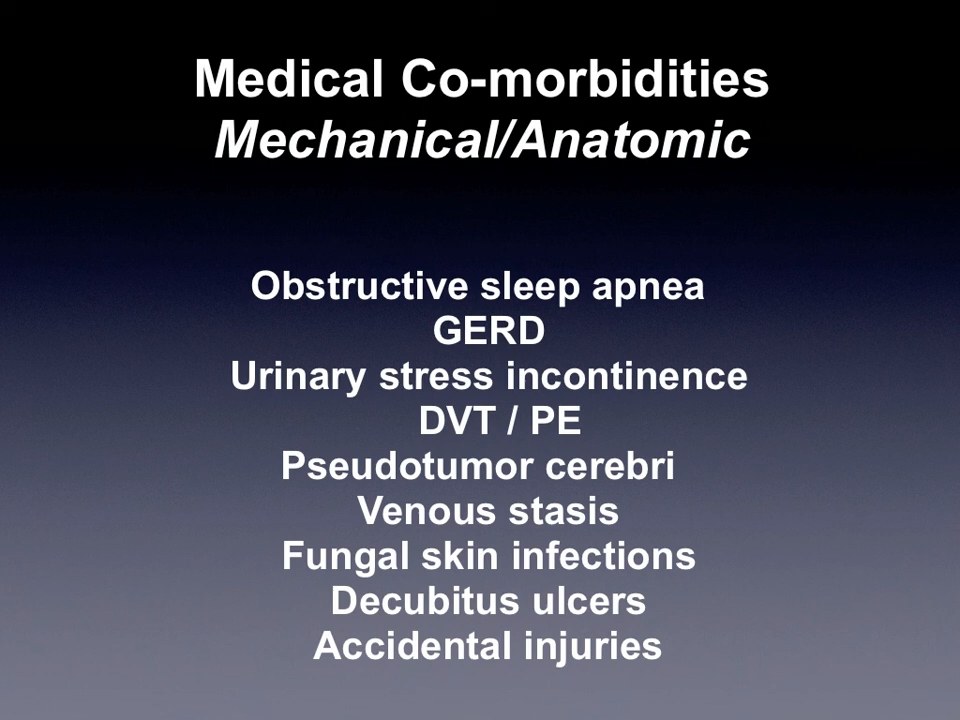 Medical Co-morbidities
Mechanical/Anatomic
Obstructive sleep apnea
GERD
Urinary stress incontinence
DVT / PE
Pseudotumor cerebri
Venous stasis
Fungal skin infections
Decubitus ulcers
Accidental injuries